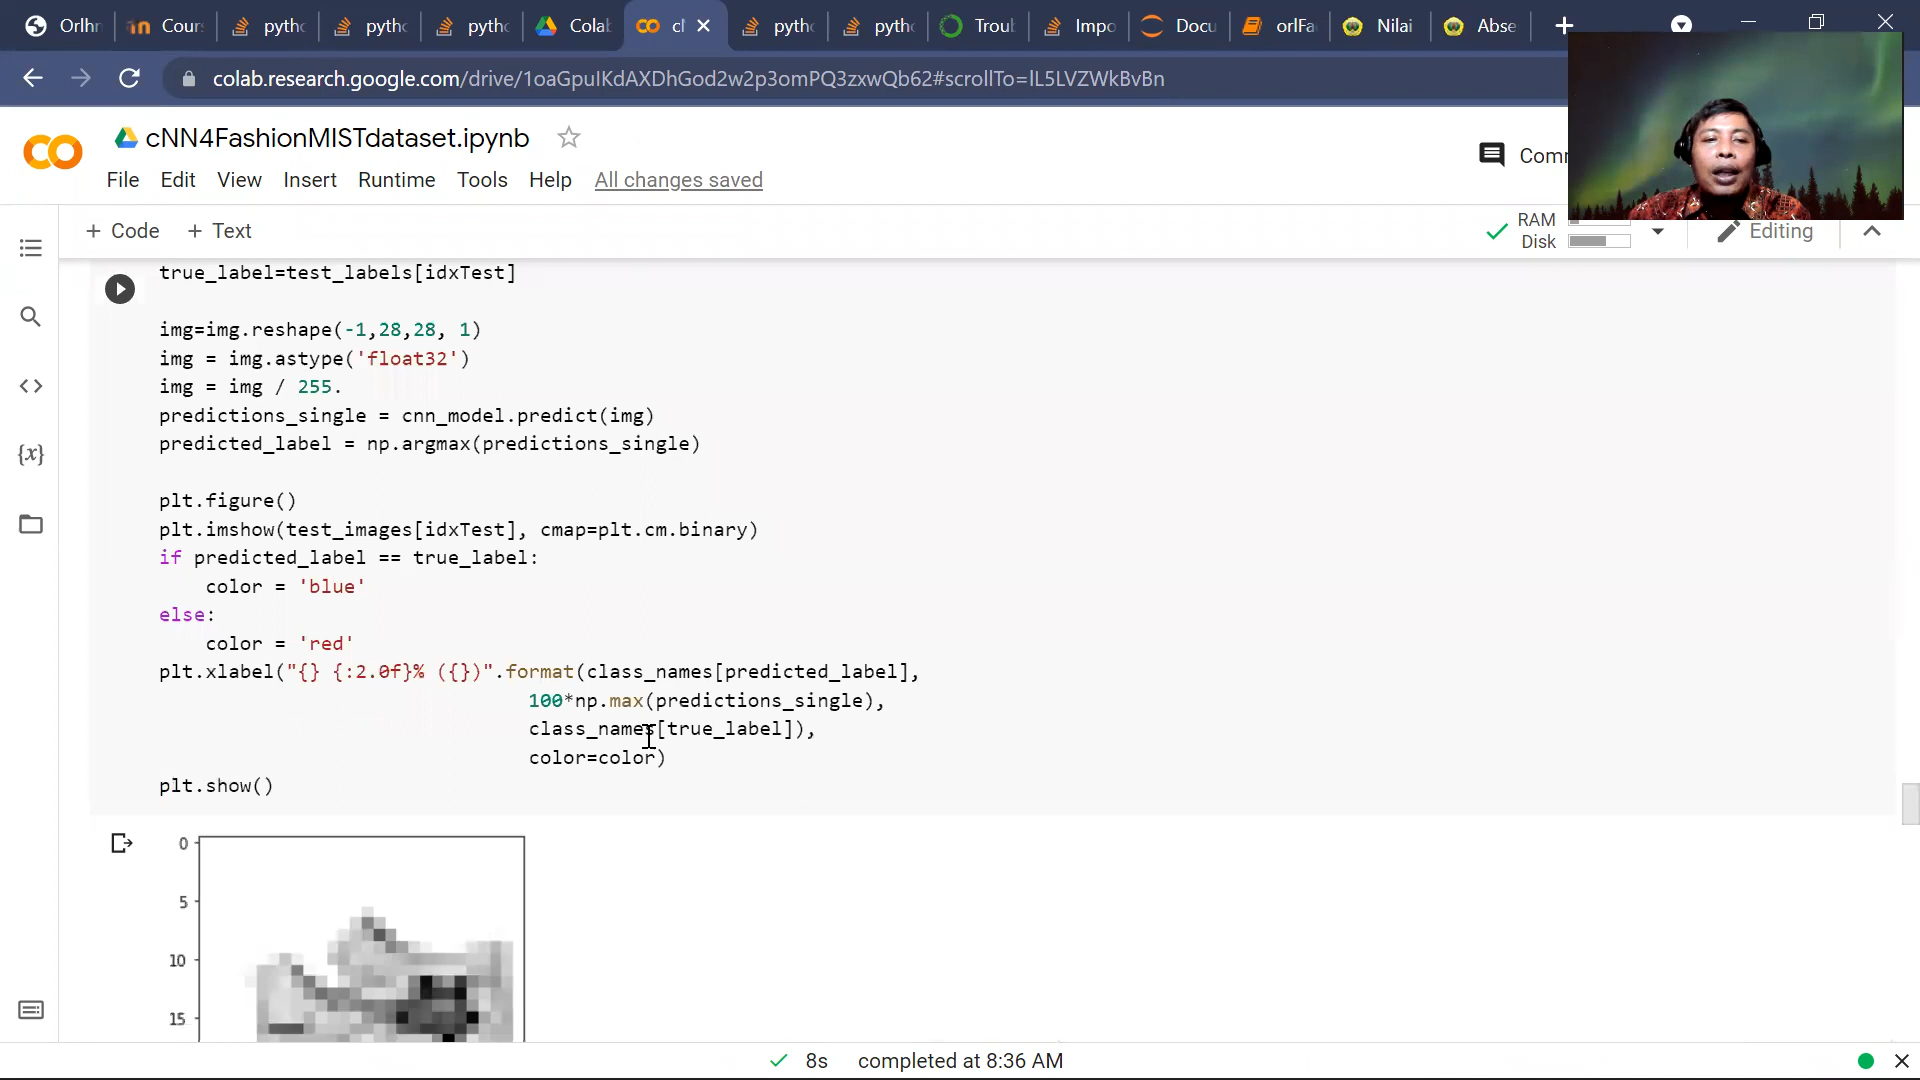 Orlhr
Cours
pytho
pytho
pytho
Colab
cl
pytho
pytho
Troub
Impo
Docu
orlFa
Nilai
Abse
colab.research.google.com/drive/1oaGpuIKdAXDhGod2w2p3omPQ3zxwQb62#scrollTo=lL5LVZWkBvBn
cNN4FashionMISTdataset.ipynb
Comm
File Edit View Insert Runtime Tools Help All changes saved
+ Code + Text
RAM
Disk
Editing
true_label=test_labels[idxTest]
img=img.reshape(-1,28,28, 1)
img = img.astype('float32')
img = img / 255.
predictions_single = cnn_model.predict(img)
predicted_label = np.argmax(predictions_single)
plt.figure()
plt.imshow(test_images[idxTest], cmap=plt.cm.binary)
if predicted_label == true_label:
color = 'blue'
else:
color = 'red'
plt.xlabel("{} {:2.0f}% ({})".format(class_names[predicted_label],
100*np.max(predictions_single),
class_names[true_label]),
color=color)
plt.show()
0
5
10
15
8s completed at 8:36 AM